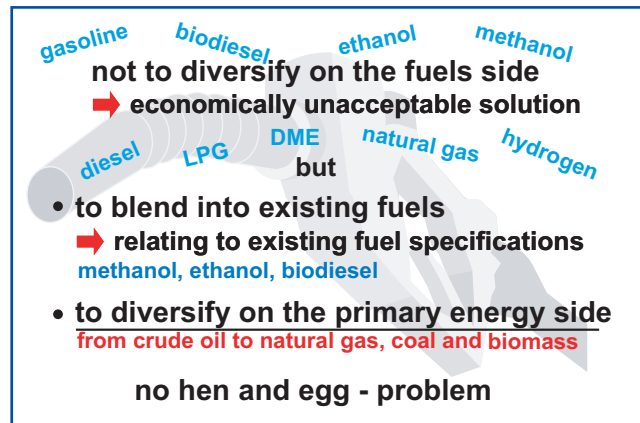 gasoline biodiesel ethanol methanol
not to diversify on the fuels side
economically unacceptable solution
diesel LPG DME natural gas hydrogen
but
• to blend into existing fuels
relating to existing fuel specifications
methanol, ethanol, biodiesel
• to diversify on the primary energy side
from crude oil to natural gas, coal and biomass
no hen and egg - problem